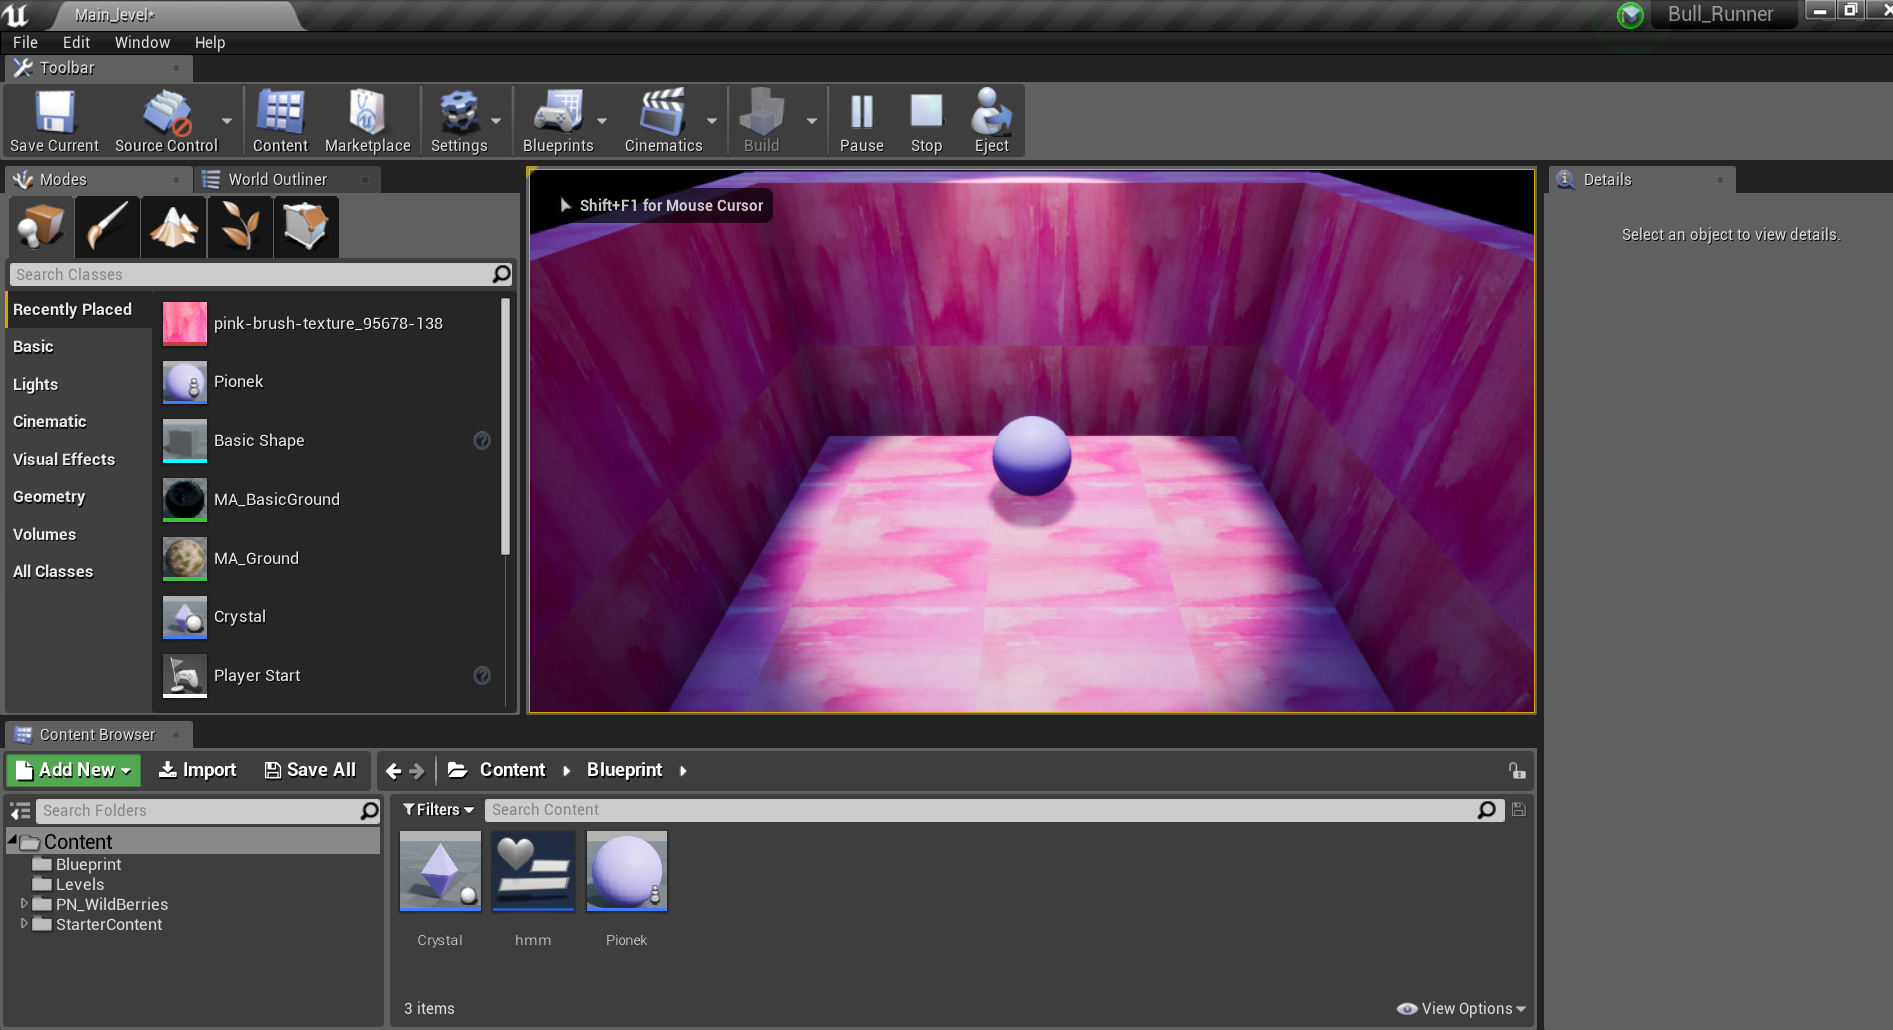 Main_level*
Bull_Runner
File Edit Window Help
Toolbar
Save Current Source Control Content Marketplace Settings Blueprints Cinematics Build Pause Stop Eject
Modes World Outliner
Details
Shift+F1 for Mouse Cursor
Select an object to view details.
Search Classes
Recently Placed
Basic
Lights
Cinematic
Visual Effects
Geometry
Volumes
All Classes
pink-brush-texture_95678-138
Pionek
Basic Shape
MA_BasicGround
MA_Ground
Crystal
Player Start
Content Browser
Add New Import Save All Content Blueprint
Search Folders
Filters Search Content
Content
Blueprint
Levels
PN_WildBerries
StarterContent
Crystal hmm Pionek
3 items
View Options